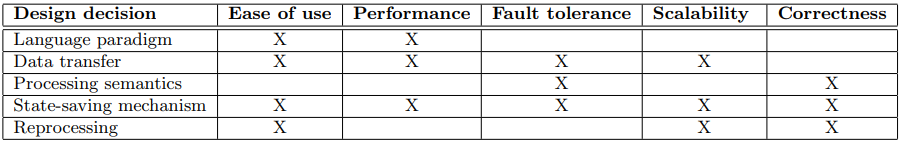 Design decision Ease of use Performance Fault tolerance Scalability Correctness
Language paradigm X X
Data transfer X X X X
Processing semantics X X
State-saving mechanism X X X X X
Reprocessing X X X